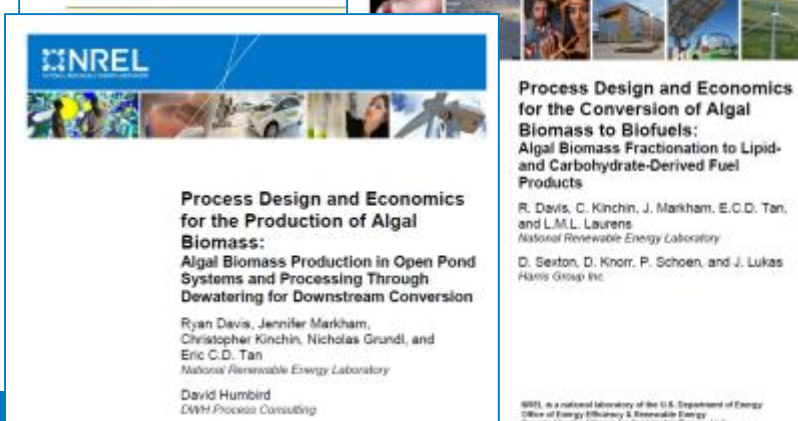 NREL
NATIONAL RENEWABLE ENERGY LABORATORY
Process Design and Economics
for the Production of Algal
Biomass:
Algal Biomass Production in Open Pond
Systems and Processing Through
Dewatering for Downstream Conversion
Ryan Davis, Jennifer Markham,
Christopher Kinchin, Nicholas Grundl, and
Eric C.D. Tan
National Renewable Energy Laboratory
David Humbird
DWH Process Consulting
Process Design and Economics
for the Conversion of Algal
Biomass to Biofuels:
Algal Biomass Fractionation to Lipid-
and Carbohydrate-Derived Fuel
Products
R. Davis, C. Kinchin, J. Markham, E.C.D. Tan,
and L.M.L. Laurens
National Renewable Energy Laboratory
D. Sexton, D. Knorr, P. Schoen, and J. Lukas
Harris Group Inc.
NREL is a national laboratory of the U.S. Department of Energy
Office of Energy Efficiency & Renewable Energy